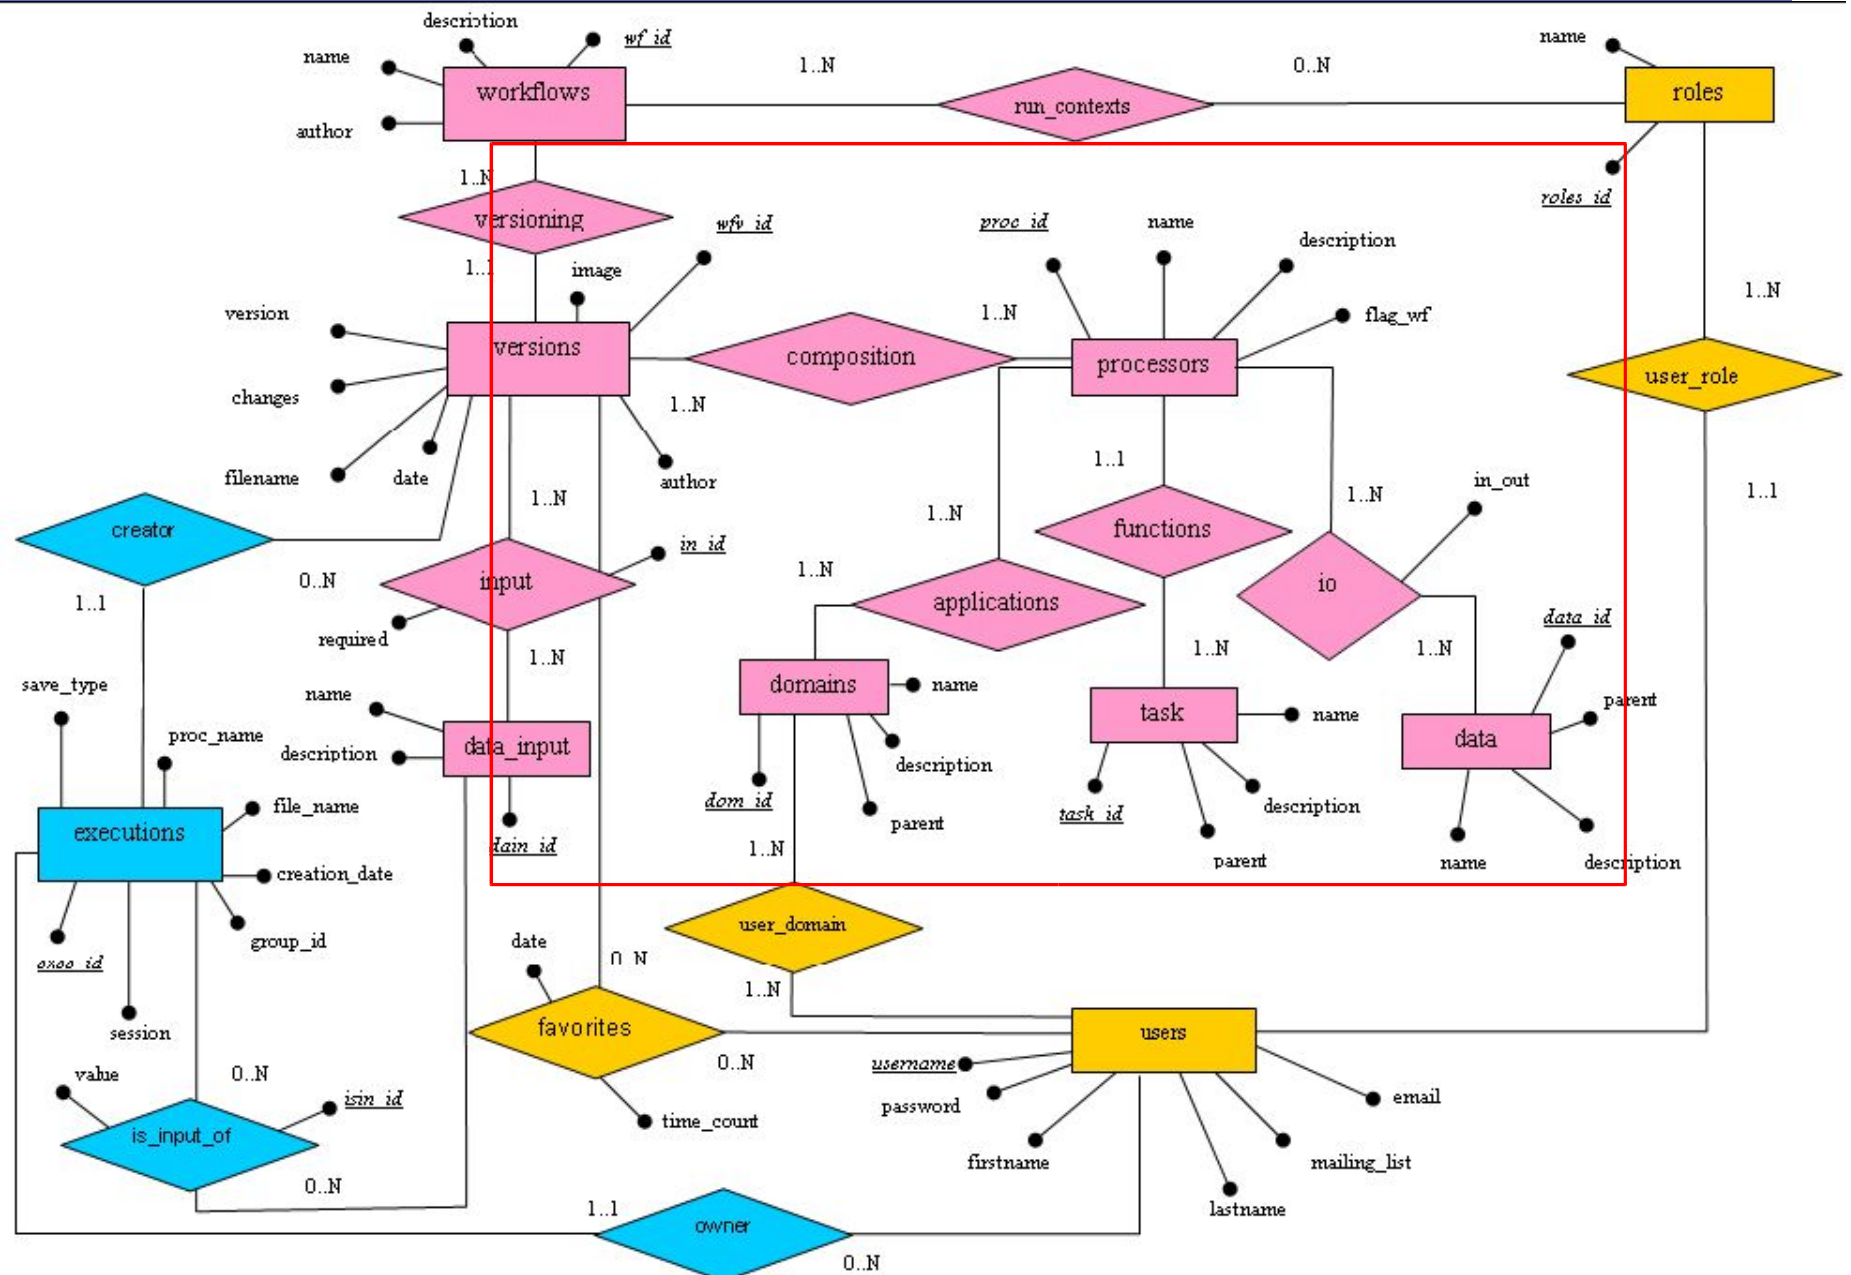 description
wf_id
name
workflows
author
1..N
0..N
run_contexts
name
roles
roles_id
1..N
versioning
1..1
wfv_id
image
proc_id
name
description
flag_wf
1..N
version
versions
composition
1..N
processors
user_role
changes
1..N
filename
date
author
1..1
in_out
1..1
creator
1..N
1..N
functions
1..N
in_id
0..N
input
1..N
applications
io
1..1
required
data_id
1..N
1..N
1..N
save_type
name
domains
name
task
name
parent
data
proc_name
description
data_input
description
dom_id
parent
description
task_id
parent
name
description
file_name
executions
dain_id
1..N
creation_date
group_id
user_domain
date
0..N
exec_id
1..N
session
favorites
users
0..N
0..N
value
isin_id
username
password
email
time_count
is_input_of
firstname
mailing_list
0..N
lastname
1..1
owner
0..N